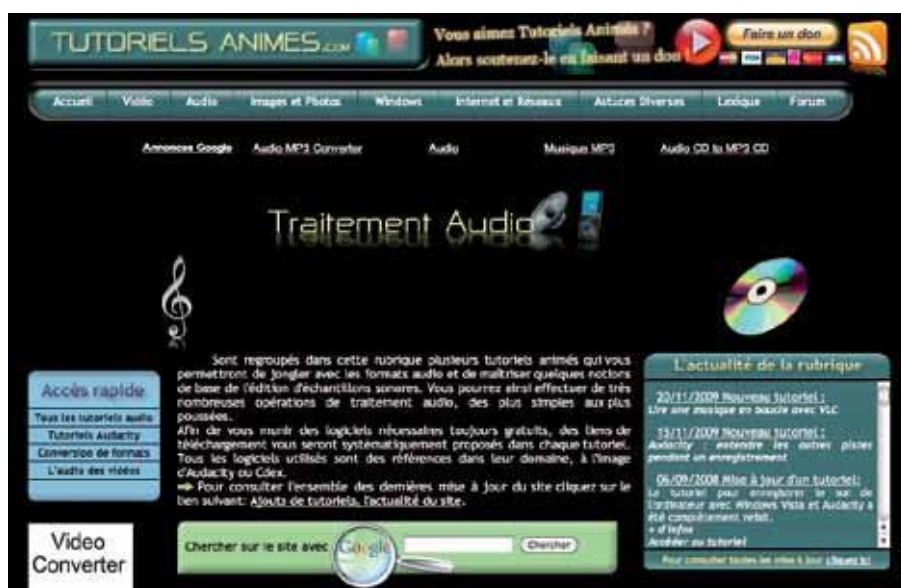 TUTORIELS ANIMES.COM
Vous aimez Tutoriels Animés ?
Alors soutenez-le en faisant un don
Faire un don
Accueil Vidéo Audio Images et Photos Windows Internet et Réseaux Astuces Diverses Lexique Forum
Annonces Google Audio MP3 Converter Audio Musique MP3 Audio CD to MP3 CD
Traitement Audio
Sont regroupés dans cette rubrique plusieurs tutoriels animés qui vous
permettront de jongler avec les formats audio et de maîtriser quelques notions
de base de l'édition d'échantillons sonores. Vous pourrez ainsi effectuer de très
nombreuses opérations de traitement audio, des plus simples aux plus
poussées.
Afin de vous munir des logiciels nécessaires toujours gratuits, des liens de
téléchargement vous seront systématiquement proposés dans chaque tutoriel.
Tous les logiciels utilisés sont des références dans leur domaine, à l'image
d'Audacity ou Cdex.
Pour consulter l'ensemble des dernières mise à jour du site cliquez sur le
lien suivant: Ajouts de tutoriels, l'actualité du site.
Accès rapide
Tous les tutoriels audio
Tutoriels Audacity
Conversion de formats
L'audio des vidéos
Video
Converter
Chercher sur le site avec Google Chercher
L'actualité de la rubrique
20/11/2009 Nouveau tutoriel :
Lire une musique en boucle avec VLC
13/11/2009 Nouveau tutoriel :
Audacity : entendre les autres pistes
pendant un enregistrement
06/09/2008 Mise à jour d'un tutoriel:
Le tutoriel pour enregistrer le son de
l'ordinateur avec Windows Vista et Audacity a
été complètement refait.
+ d'infos
Accéder au tutoriel
Pour consulter toutes les mise à jour cliquez ici